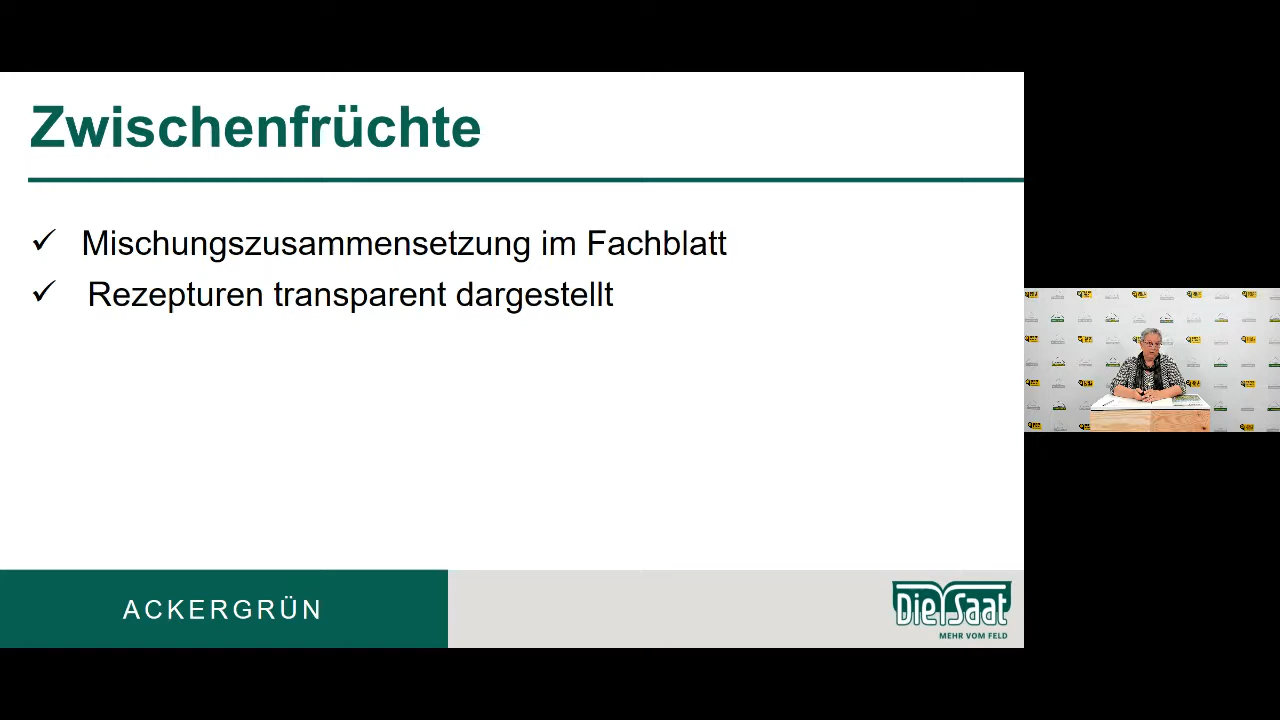 Zwischenfrüchte
✓ Mischungszusammensetzung im Fachblatt
✓ Rezepturen transparent dargestellt
ACKERGRÜN
Die Saat
MEHR VOM FELD